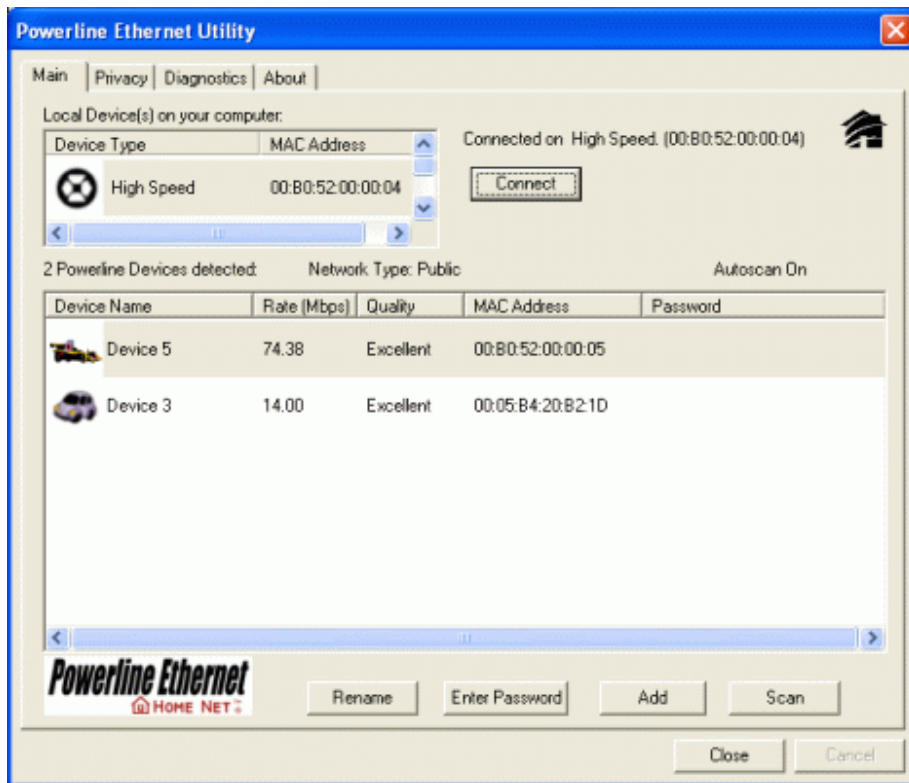 Powerline Ethernet Utility
Main Privacy Diagnostics About
Local Device(s) on your computer:
Device Type MAC Address
High Speed 00:B0:52:00:00:04
Connected on High Speed. (00:B0:52:00:00:04)
Connect
2 Powerline Devices detected: Network Type: Public Autoscan On
Device Name Rate (Mbps) Quality MAC Address Password
Device 5 74.38 Excellent 00:B0:52:00:00:05
Device 3 14.00 Excellent 00:05:B4:20:B2:1D
Powerline Ethernet
HOME NET
Rename Enter Password Add Scan
Close Cancel